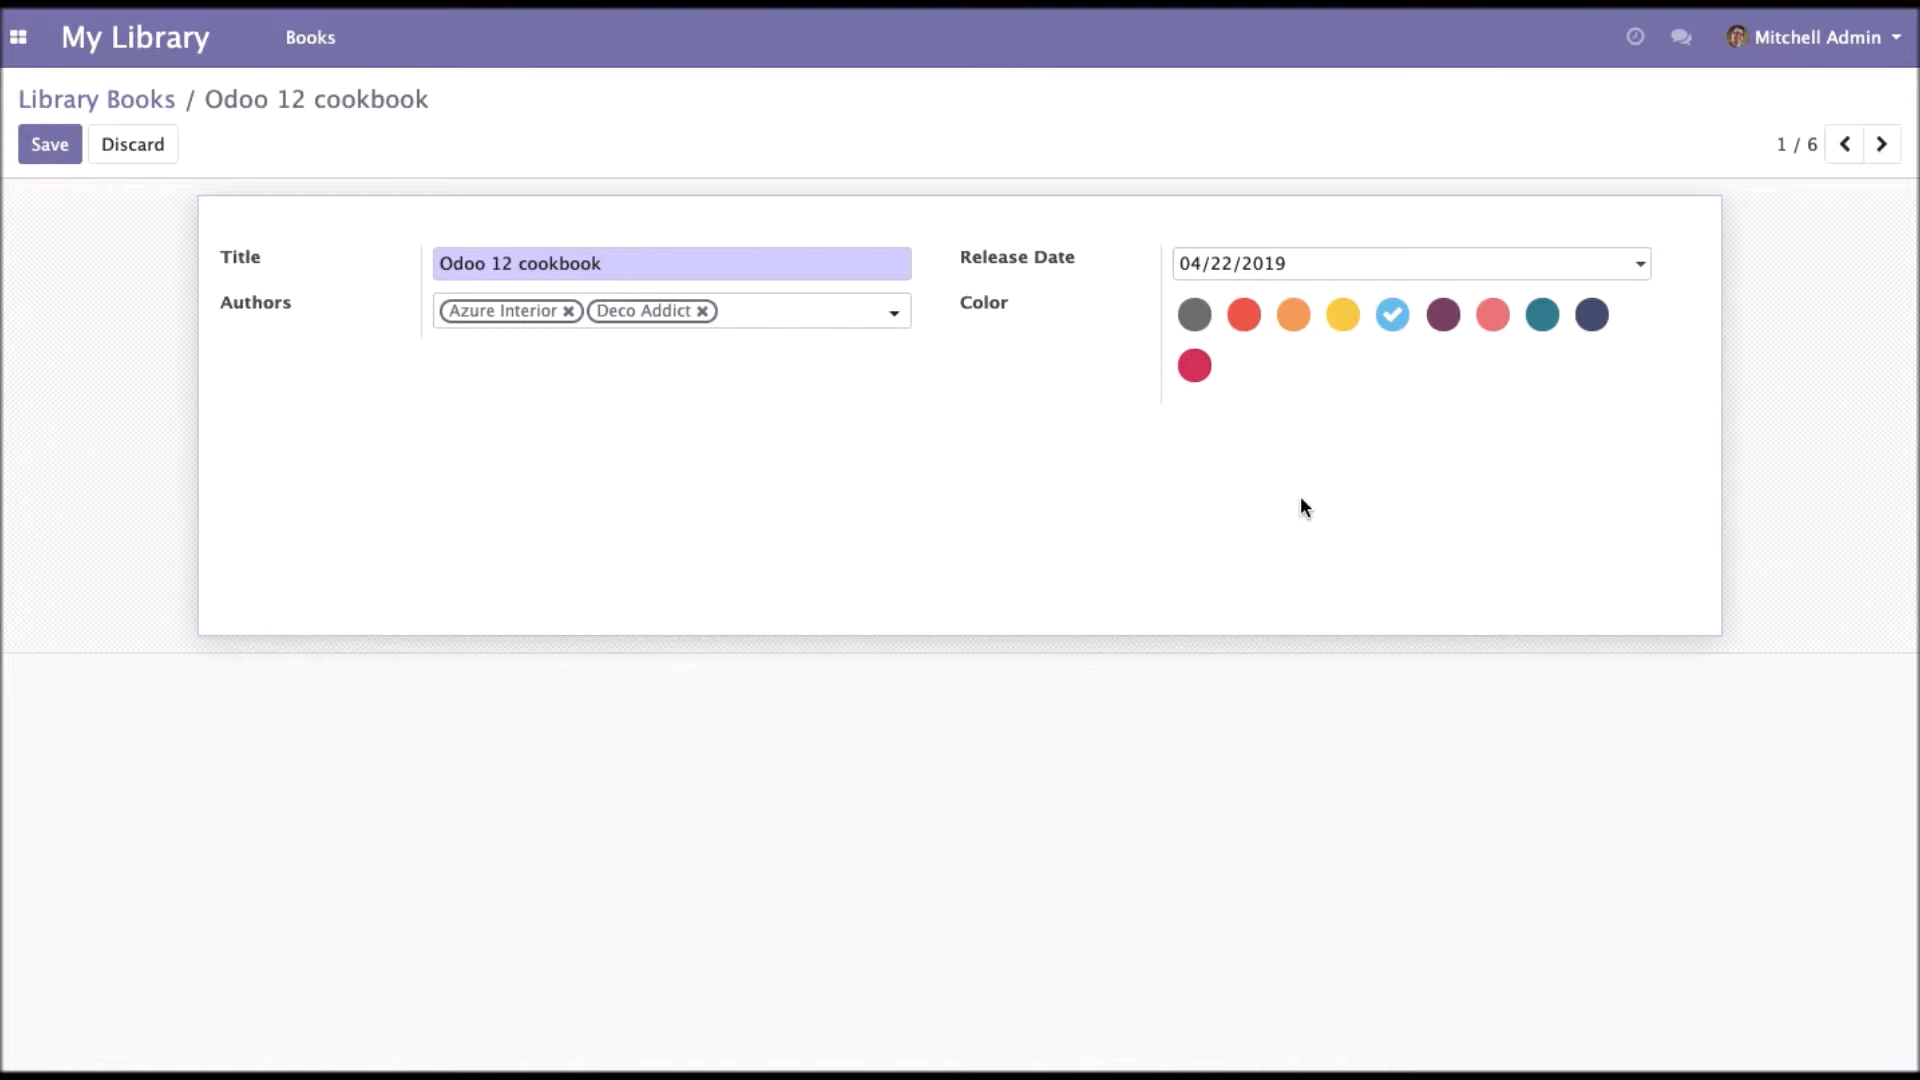 My Library Books Mitchell Admin
Library Books / Odoo 12 cookbook
Save Discard 1 / 6
Title Odoo 12 cookbook Release Date 04/22/2019
Authors Azure Interior Deco Addict Color